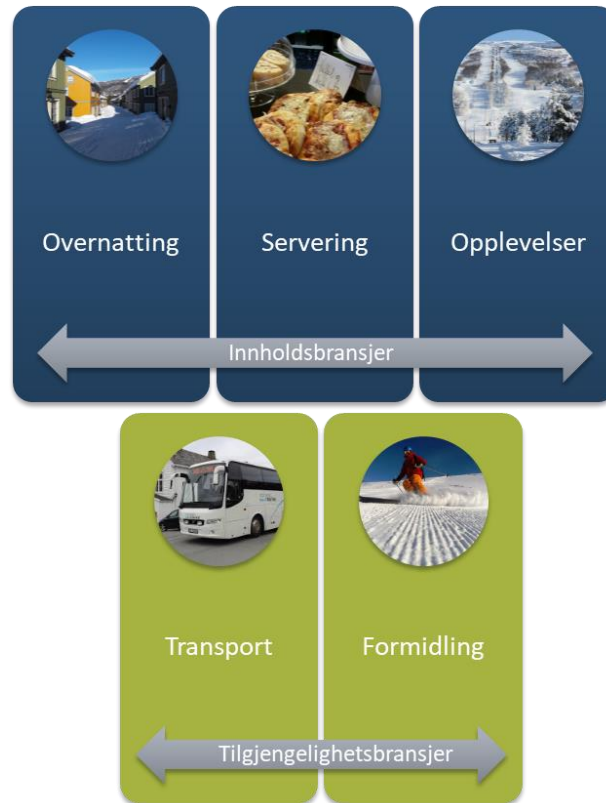 Overnatting
Servering
Opplevelser
Innholdsbransjer
Transport
Formidling
Tilgjengelighetsbransjer